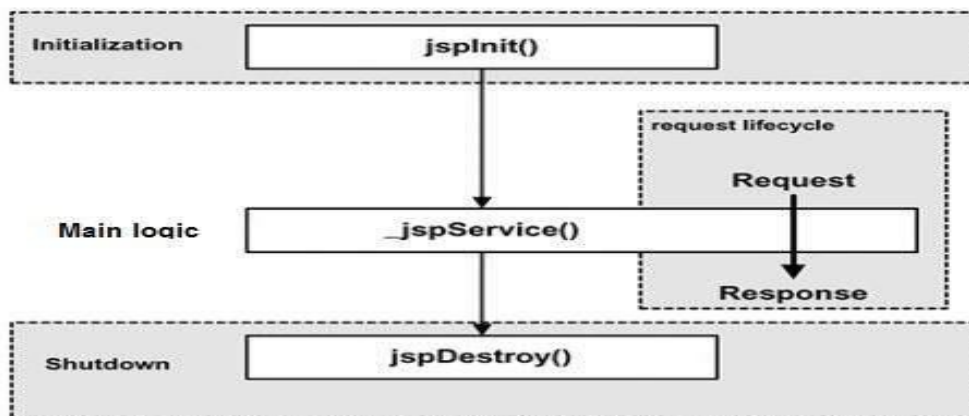 Initialization
jspInit()
request lifecycle
Request
Main logic
_jspService()
Response
Shutdown
jspDestroy()